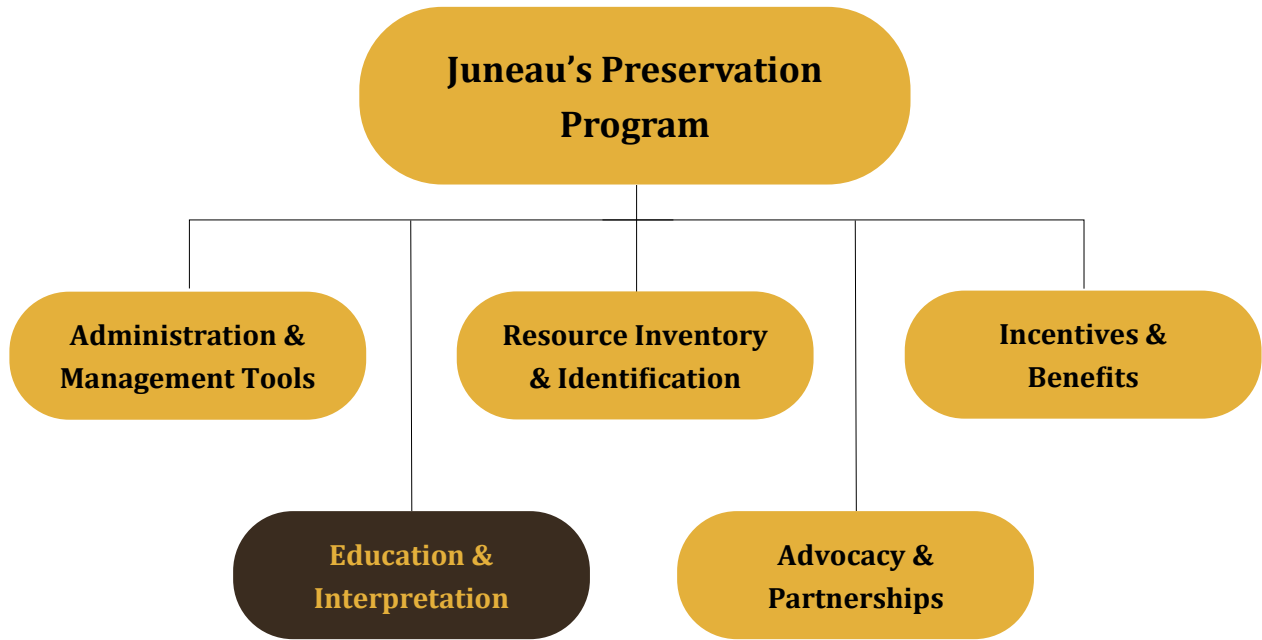 Juneau’s Preservation
Program
Administration &
Management Tools
Resource Inventory
& Identification
Incentives &
Benefits
Education &
Interpretation
Advocacy &
Partnerships